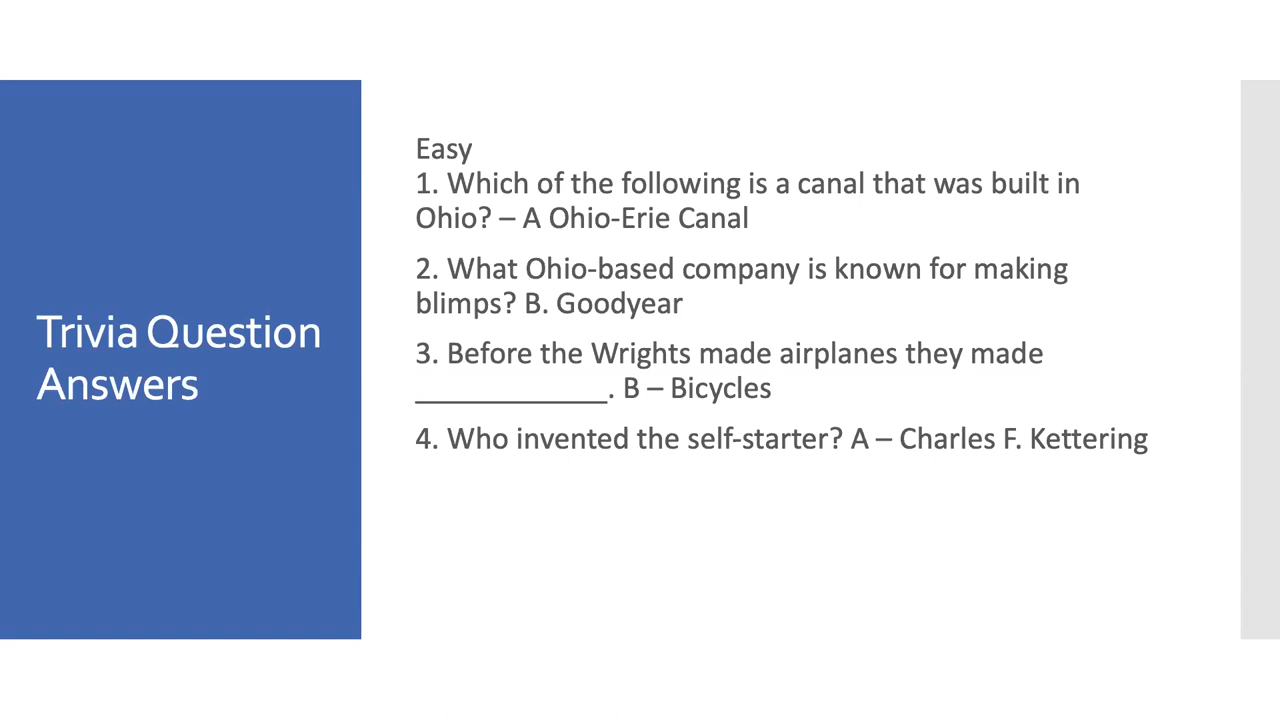 Trivia Question
Answers
Easy
1. Which of the following is a canal that was built in
Ohio? – A Ohio-Erie Canal
2. What Ohio-based company is known for making
blimps? B. Goodyear
3. Before the Wrights made airplanes they made
_____________. B – Bicycles
4. Who invented the self-starter? A – Charles F. Kettering